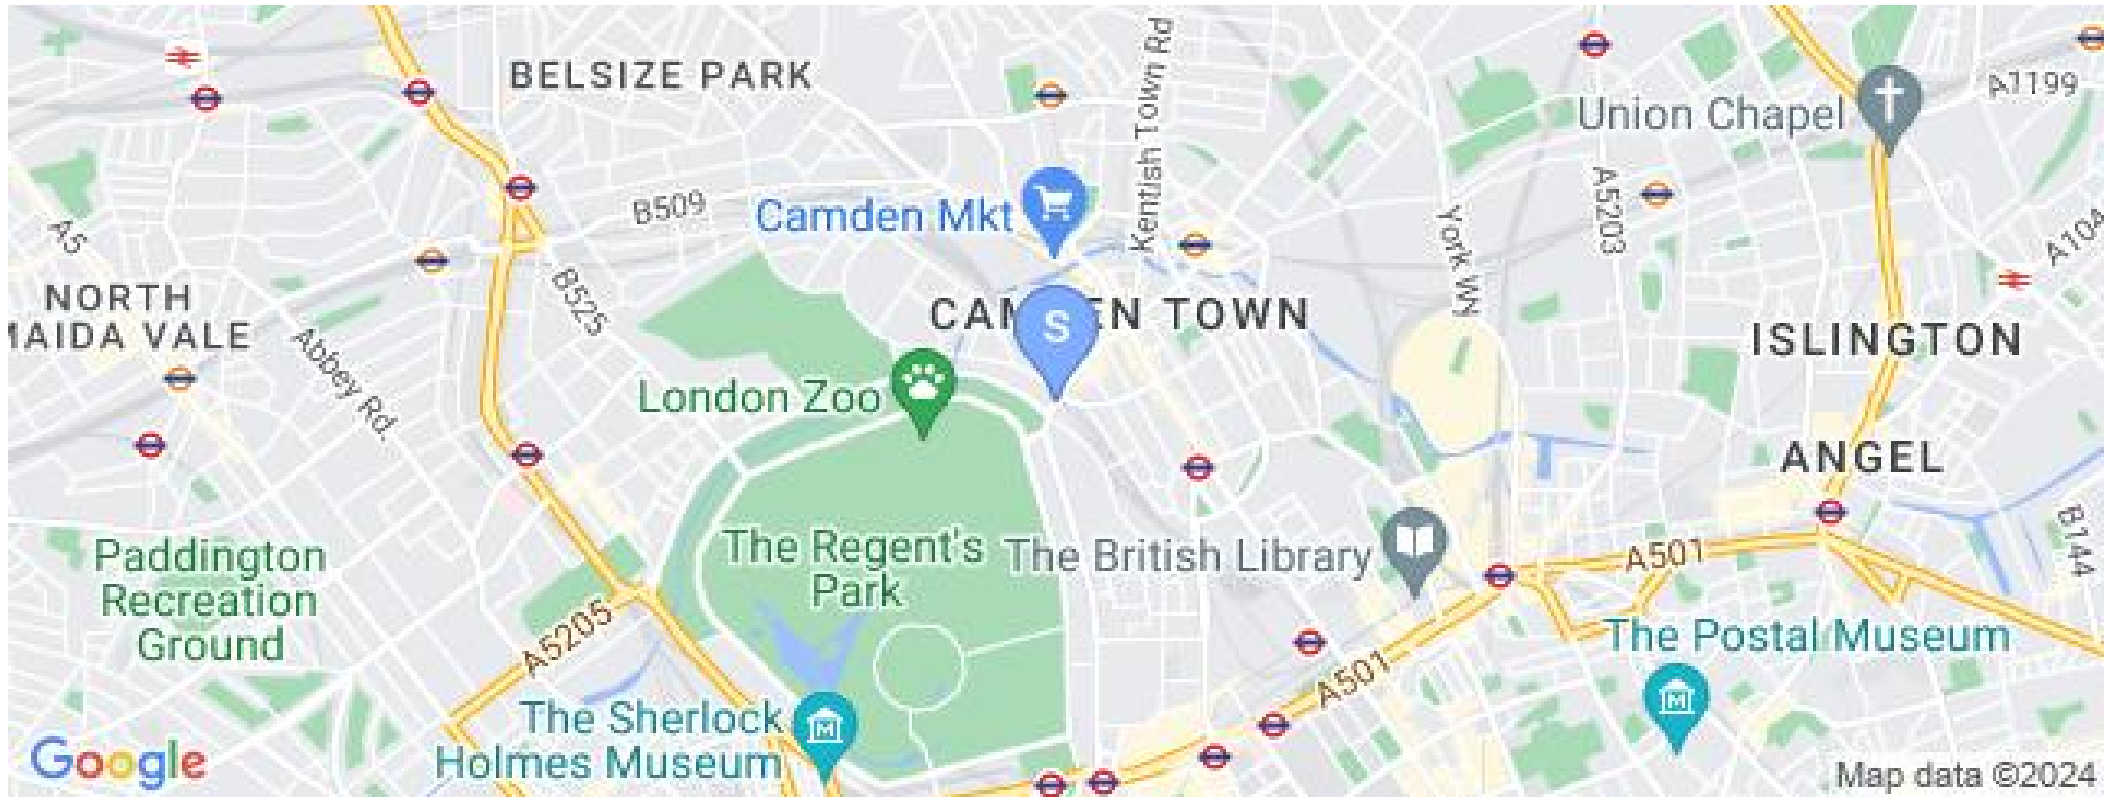 BELSIZE PARK
Kentish Town Rd
A1199
Union Chapel
B509
Camden Mkt
A5
York Wy
A5203
A104
NORTH
MAIDA VALE
B525
CAMDEN TOWN
S
ISLINGTON
Abbey Rd.
London Zoo
ANGEL
B144
Paddington
Recreation
Ground
The Regent's
Park
The British Library
A501
A5205
The Postal Museum
A501
The Sherlock
Holmes Museum
Google
Map data ©2024